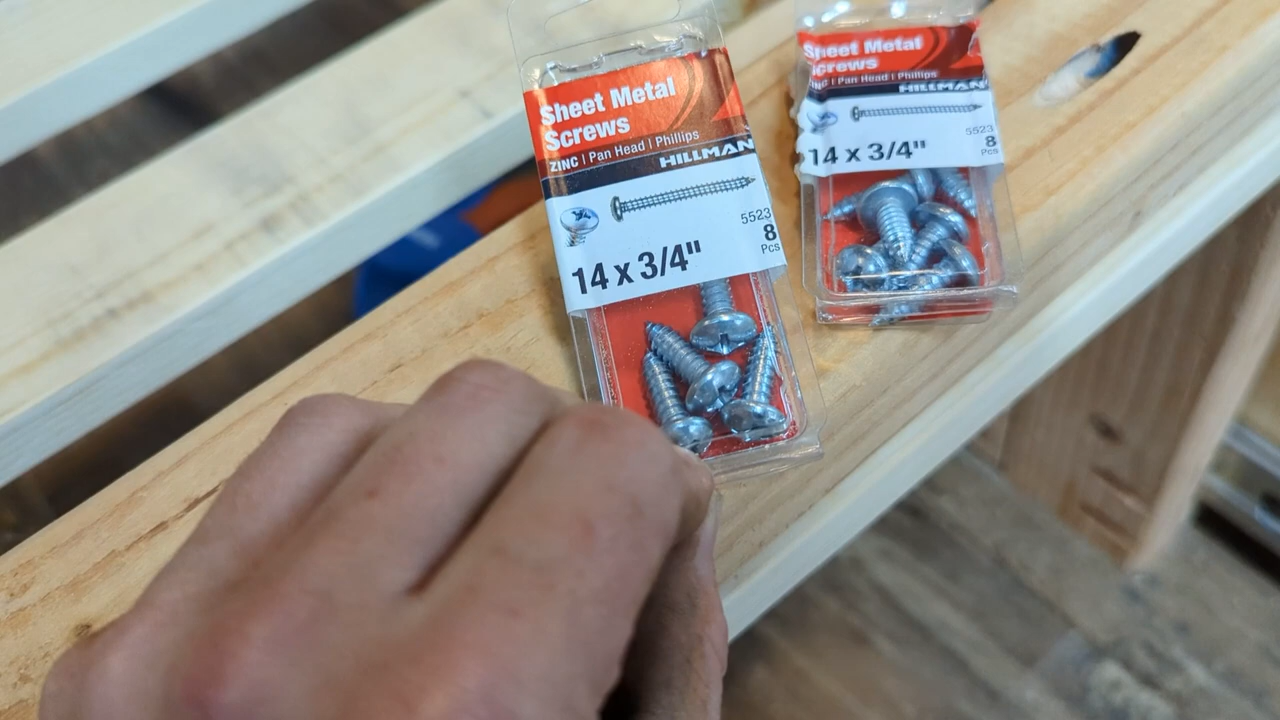 Sheet Metal
Screws
ZINC | Pan Head | Phillips
HILLMAN
5523
8
Pcs
14 x 3/4"
Sheet Metal
Screws
ZINC | Pan Head | Phillips
HILLMAN
5523
8
Pcs
14 x 3/4"